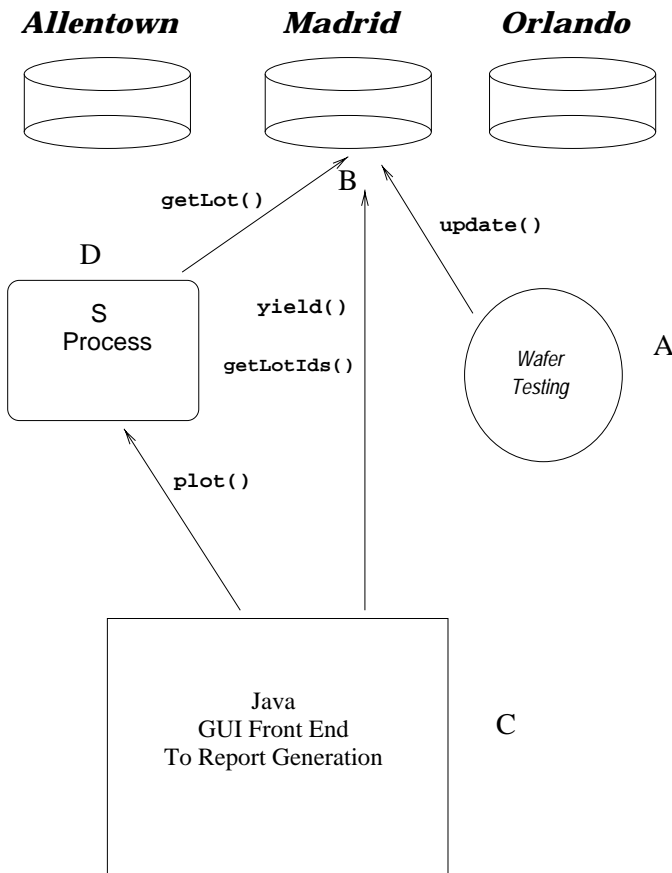 Allentown
Madrid
Orlando
B
getLot()
update()
D
S
Process
yield()
getLotIds()
A
Wafer
Testing
plot()
Java
GUI Front End
To Report Generation
C